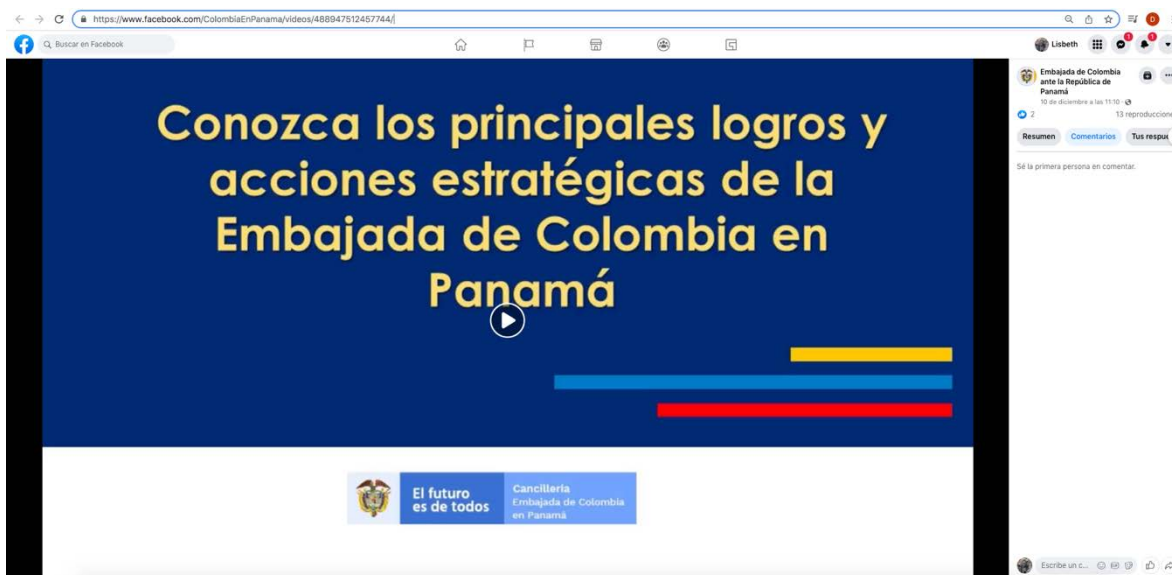 https://www.facebook.com/ColombiaEnPanama/videos/488947512457744/
D
Buscar en Facebook
Lisbeth
1
1
Conozca los principales logros y
acciones estratégicas de la
Embajada de Colombia en
Panamá
El futuro
es de todos
Cancillería
Embajada de Colombia
en Panamá
Embajada de Colombia
ante la República de
Panamá
10 de diciembre a las 11:10 ·
2
13 reproduccione
Resumen
Comentarios
Tus respue
Sé la primera persona en comentar.
Escribe un c...